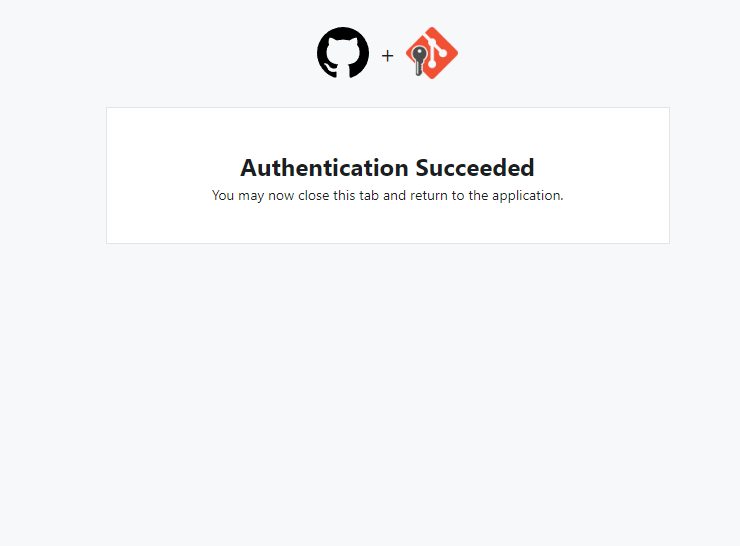 +
Authentication Succeeded
You may now close this tab and return to the application.